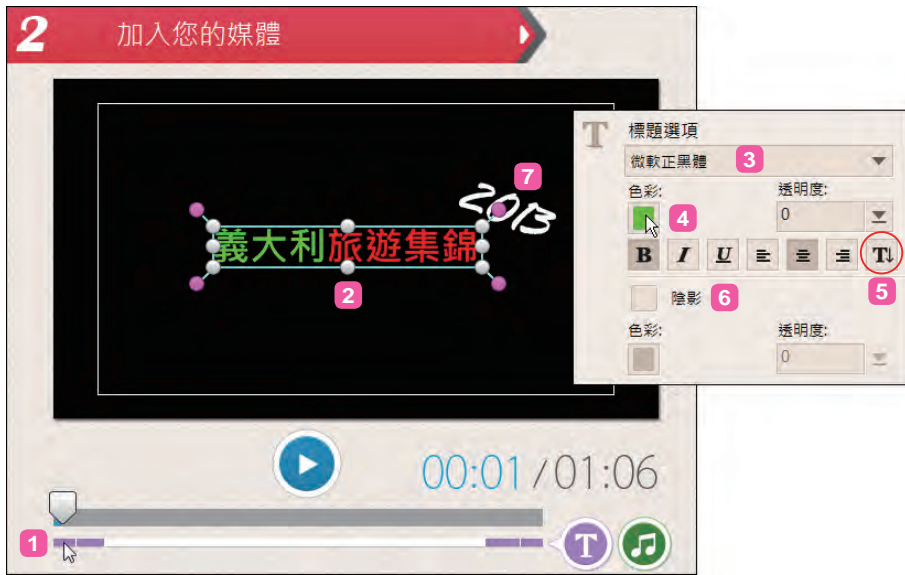 2 加入您的媒體
2013
7
義大利旅遊集錦
2
T 標題選項
微軟正黑體 3
色彩: 透明度:
4 0
B I U T↓
5
陰影 6
色彩: 透明度:
0
00:01/01:06
1
T